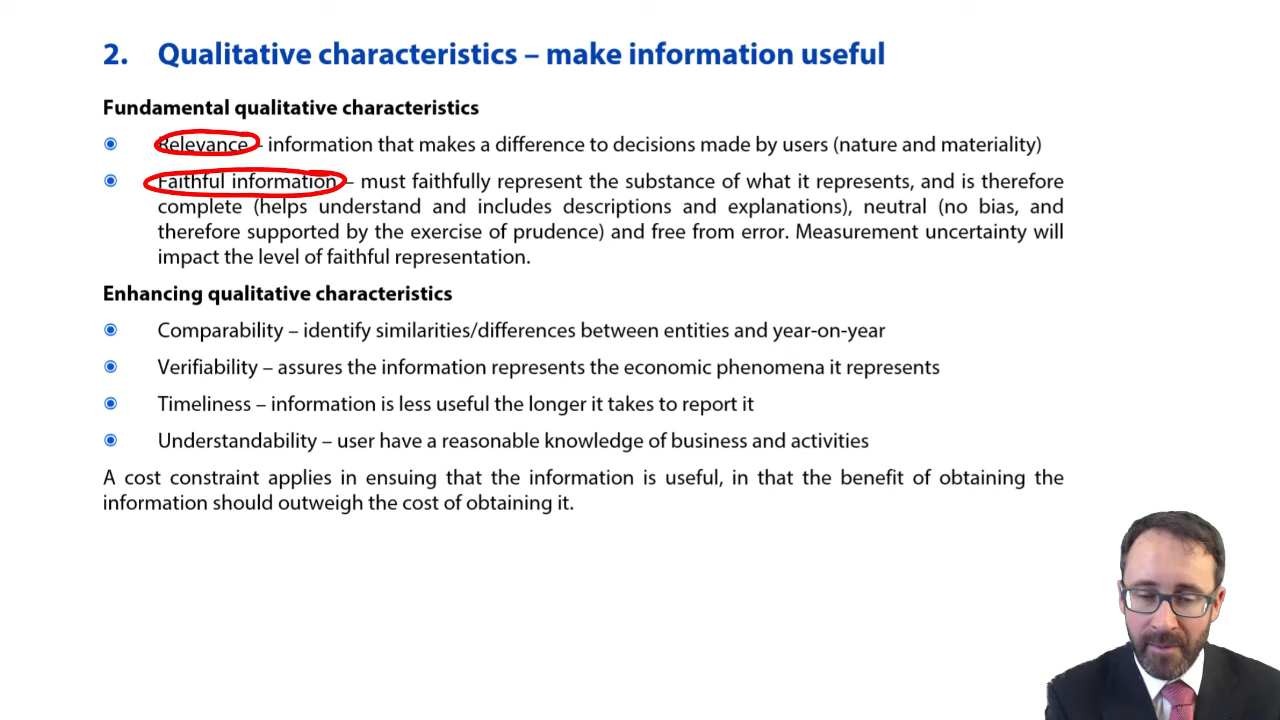 2. Qualitative characteristics – make information useful
Fundamental qualitative characteristics
Relevance – information that makes a difference to decisions made by users (nature and materiality)
Faithful information – must faithfully represent the substance of what it represents, and is therefore
complete (helps understand and includes descriptions and explanations), neutral (no bias, and
therefore supported by the exercise of prudence) and free from error. Measurement uncertainty will
impact the level of faithful representation.
Enhancing qualitative characteristics
Comparability – identify similarities/differences between entities and year-on-year
Verifiability – assures the information represents the economic phenomena it represents
Timeliness – information is less useful the longer it takes to report it
Understandability – user have a reasonable knowledge of business and activities
A cost constraint applies in ensuring that the information is useful, in that the benefit of obtaining the
information should outweigh the cost of obtaining it.